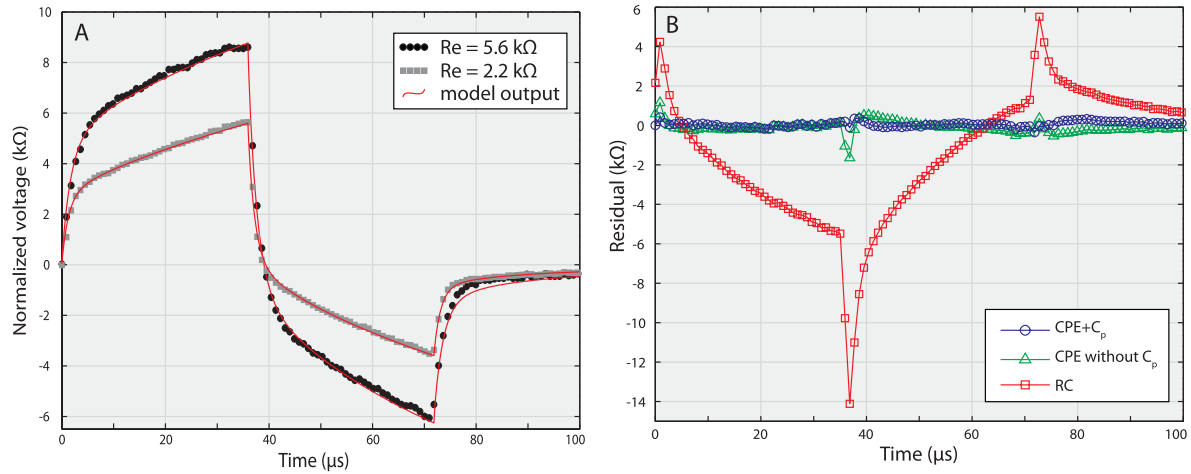 A
Re = 5.6 kΩ
Re = 2.2 kΩ
model output
Normalized voltage (kΩ)
10
8
6
4
2
0
-2
-4
-6
0
20
40
60
80
100
Time (μs)
B
Residual (kΩ)
6
4
2
0
-2
-4
-6
-8
-10
-12
-14
CPE+Cp
CPE without Cp
RC
0
20
40
60
80
100
Time (μs)